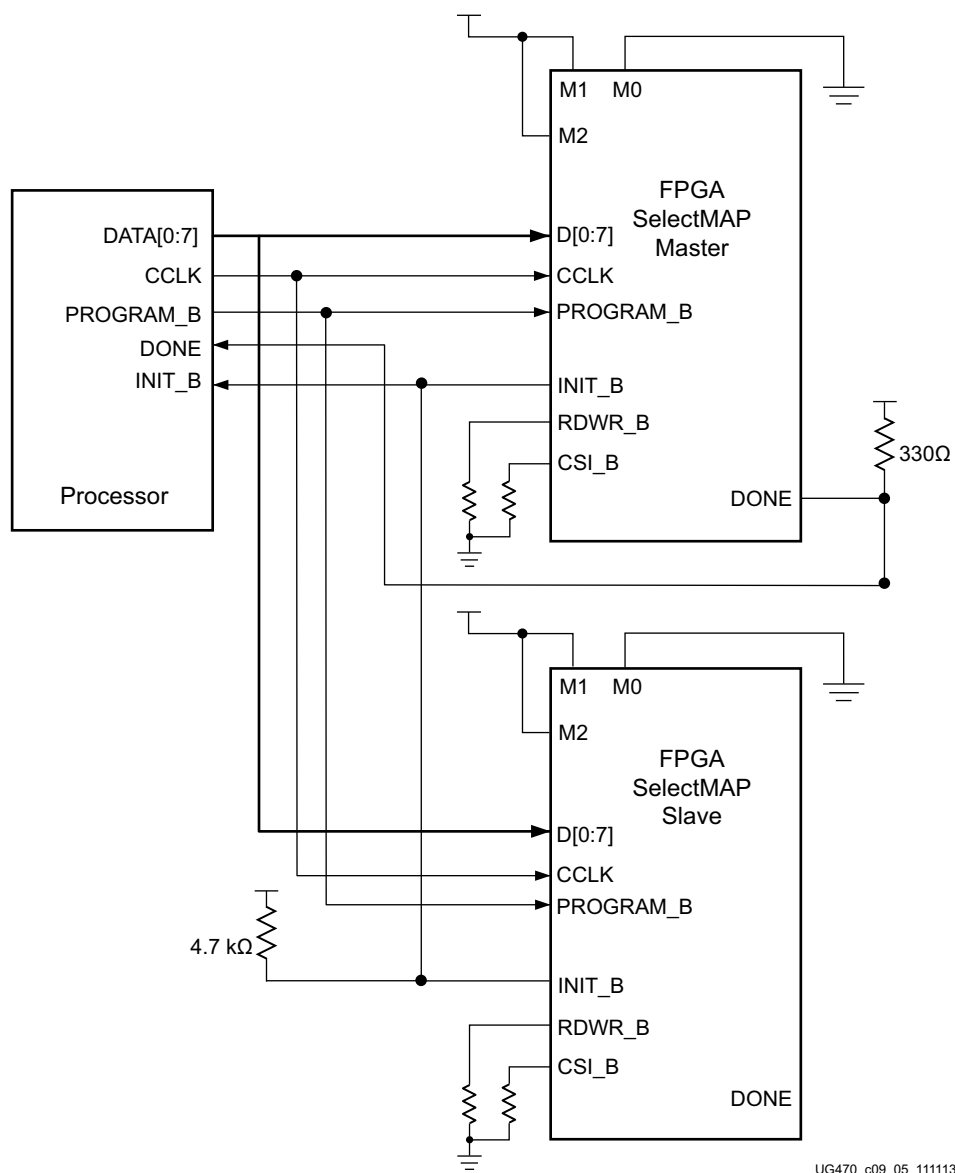 M1 M0
M2
FPGA
SelectMAP
Master
D[0:7]
CCLK
PROGRAM_B
INIT_B
RDWR_B
CSI_B
DONE
330Ω
DATA[0:7]
CCLK
PROGRAM_B
DONE
INIT_B
Processor
M1 M0
M2
FPGA
SelectMAP
Slave
D[0:7]
CCLK
PROGRAM_B
4.7 kΩ
INIT_B
RDWR_B
CSI_B
DONE
UG470_c09_05_111113